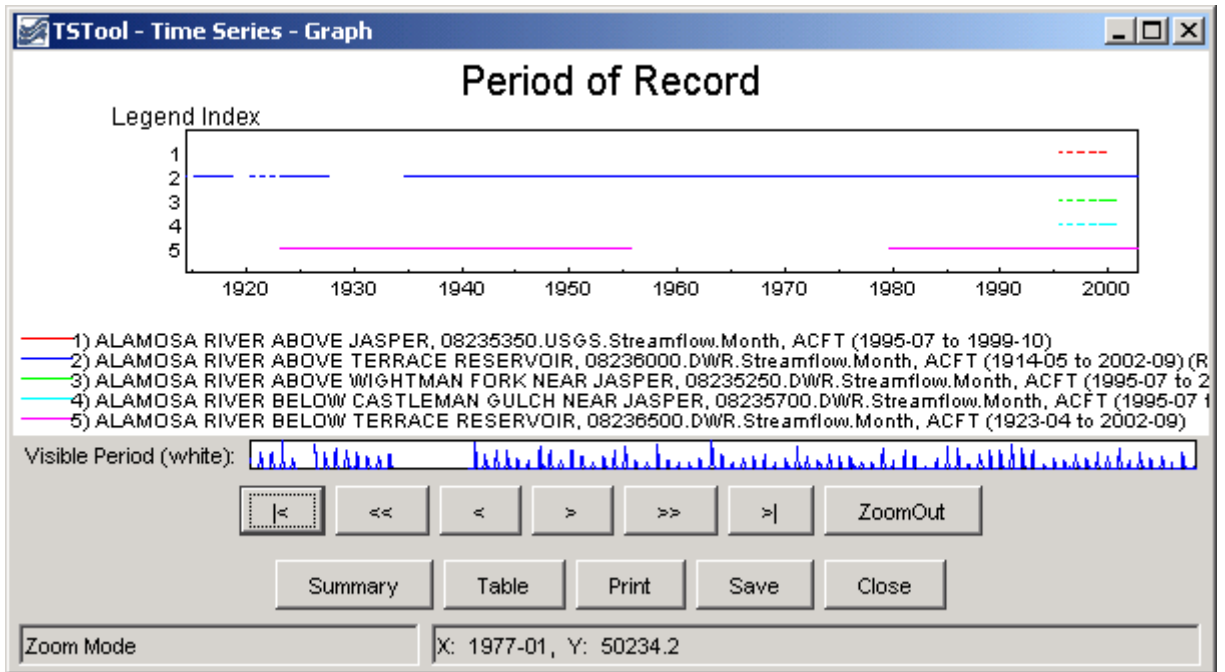 TSTool - Time Series - Graph
Period of Record
Legend Index
1
2
3
4
5
1920 1930 1940 1950 1960 1970 1980 1990 2000
1) ALAMOSA RIVER ABOVE JASPER, 08235350.USGS.Streamflow.Month, ACFT (1995-07 to 1999-10)
2) ALAMOSA RIVER ABOVE TERRACE RESERVOIR, 08236000.DWR.Streamflow.Month, ACFT (1914-05 to 2002-09) (R
3) ALAMOSA RIVER ABOVE WIGHTMAN FORK NEAR JASPER, 08235250.DWR.Streamflow.Month, ACFT (1995-07 to 2
4) ALAMOSA RIVER BELOW CASTLEMAN GULCH NEAR JASPER, 08235700.DWR.Streamflow.Month, ACFT (1995-07 t
5) ALAMOSA RIVER BELOW TERRACE RESERVOIR, 08236500.DWR.Streamflow.Month, ACFT (1923-04 to 2002-09)
Visible Period (white):
|< << < > >> >| ZoomOut
Summary Table Print Save Close
Zoom Mode X: 1977-01, Y: 50234.2